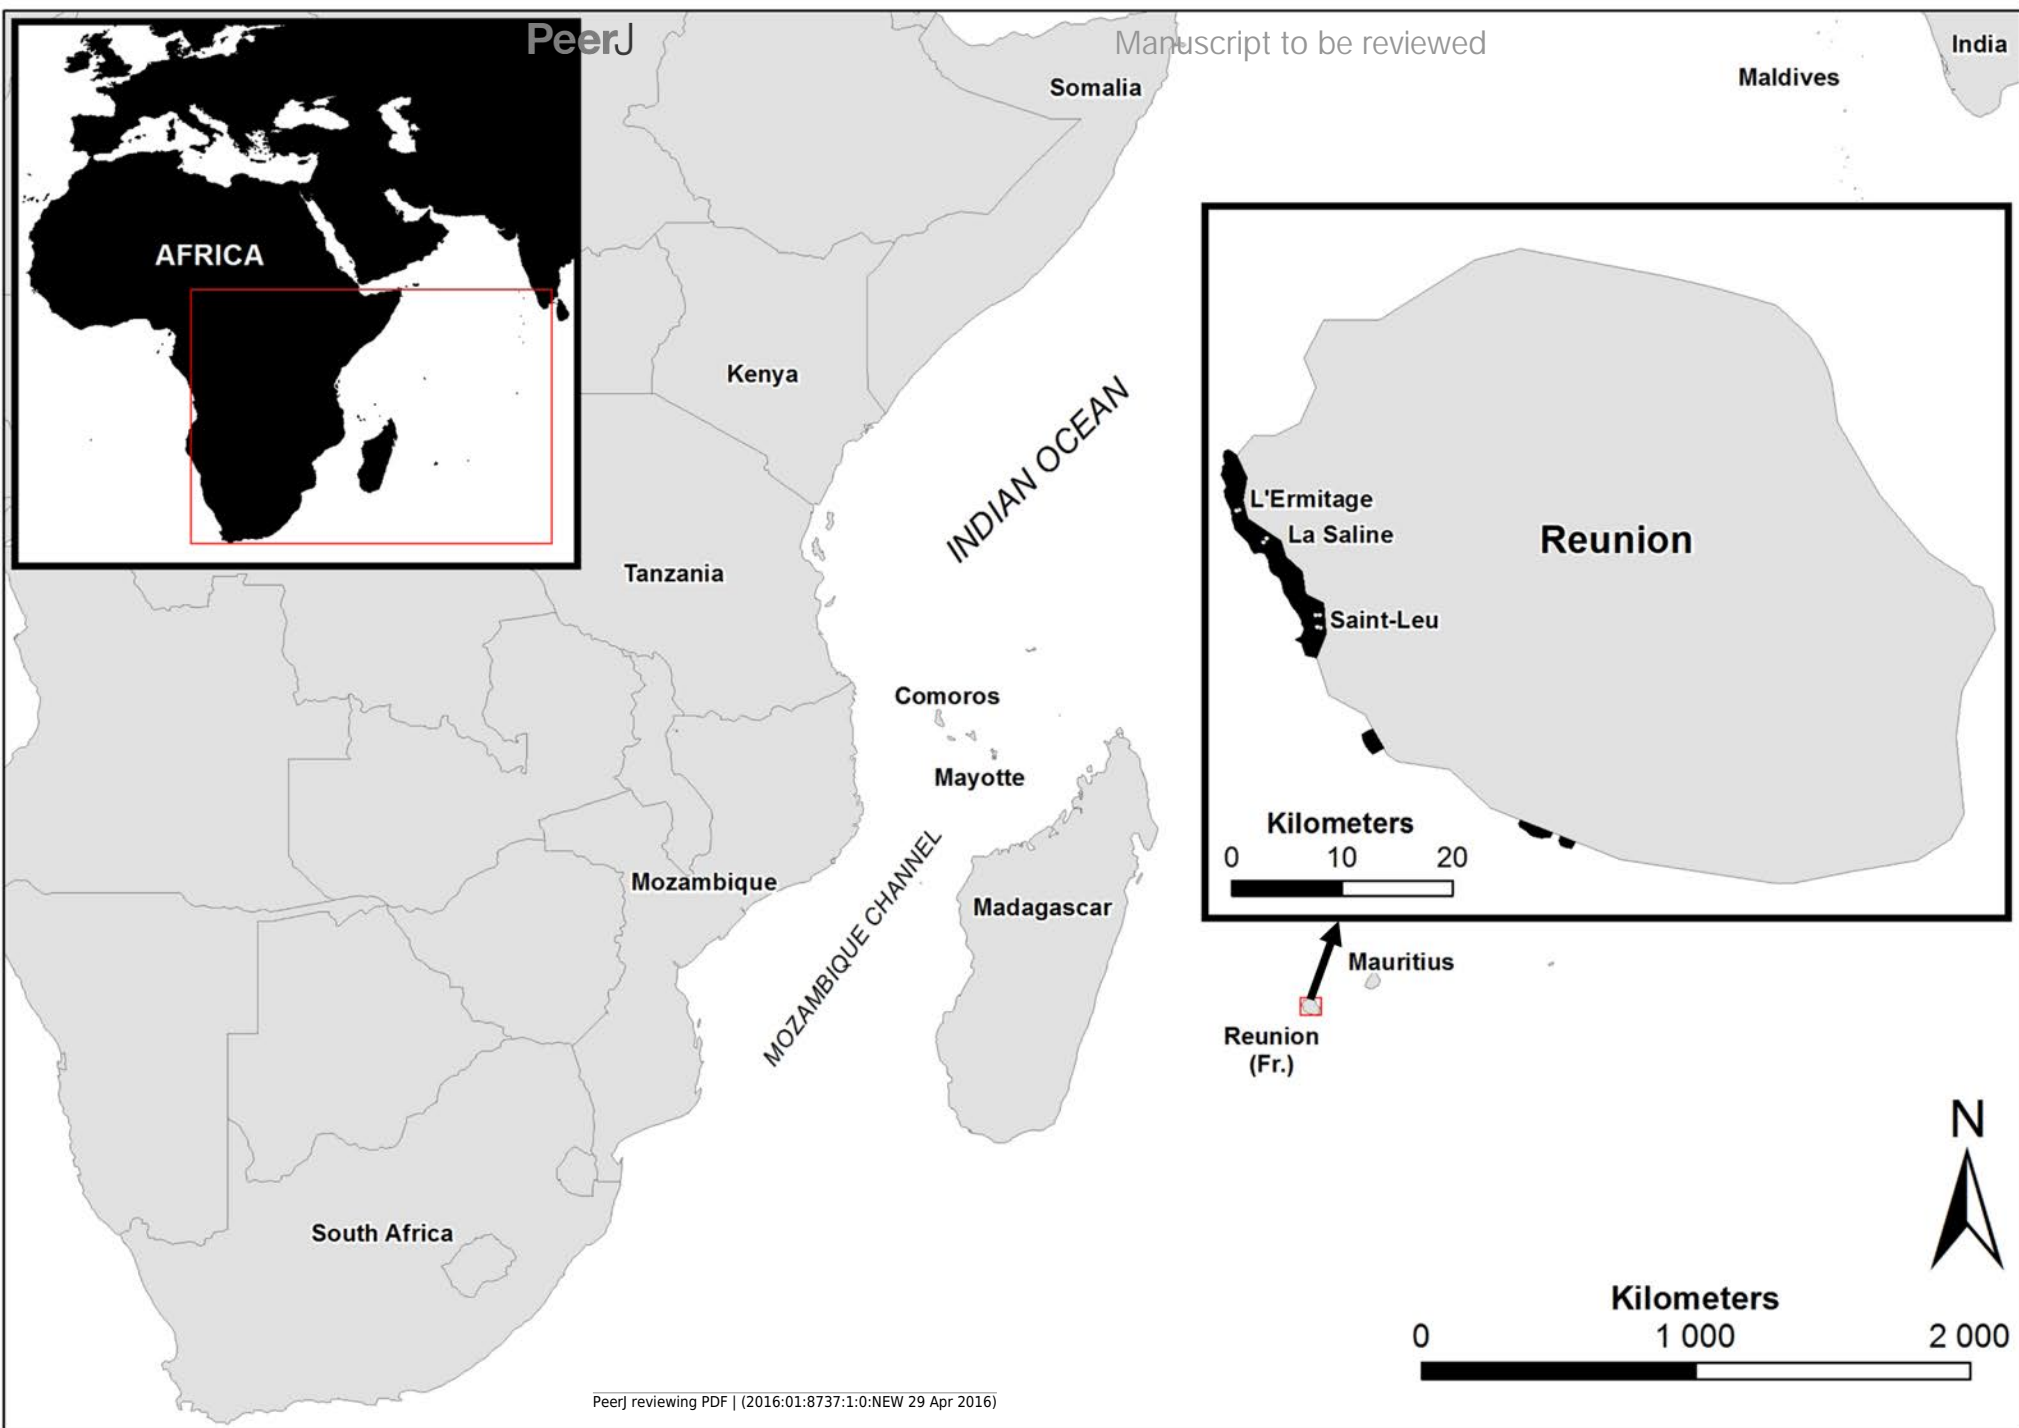 PeerJ
Manuscript to be reviewed
India
Maldives
Somalia
AFRICA
Kenya
INDIAN OCEAN
Tanzania
L'Ermitage
La Saline
Reunion
Saint-Leu
Comoros
Mayotte
Kilometers
0 10 20
Mozambique
MOZAMBIQUE CHANNEL
Madagascar
Mauritius
Reunion
(Fr.)
N
South Africa
Kilometers
0 1 000 2 000
PeerJ reviewing PDF | (2016:01:8737:1:0:NEW 29 Apr 2016)